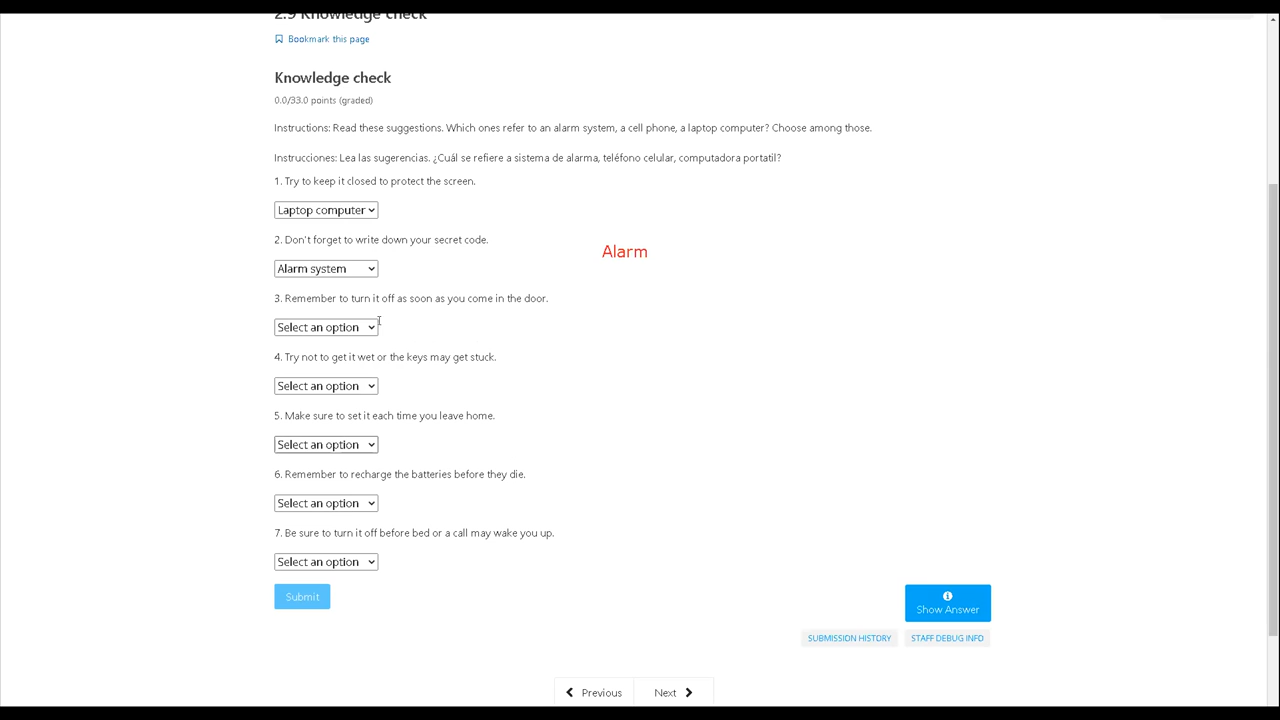 2.9 Knowledge check
Bookmark this page
Knowledge check
0.0/33.0 points (graded)
Instructions: Read these suggestions. Which ones refer to an alarm system, a cell phone, a laptop computer? Choose among those.
Instrucciones: Lea las sugerencias. ¿Cuál se refiere a sistema de alarma, teléfono celular, computadora portatil?
1. Try to keep it closed to protect the screen.
Laptop computer
2. Don't forget to write down your secret code.
Alarm
Alarm system
3. Remember to turn it off as soon as you come in the door.
Select an option
4. Try not to get it wet or the keys may get stuck.
Select an option
5. Make sure to set it each time you leave home.
Select an option
6. Remember to recharge the batteries before they die.
Select an option
7. Be sure to turn it off before bed or a call may wake you up.
Select an option
Submit
Show Answer
SUBMISSION HISTORY STAFF DEBUG INFO
Previous Next